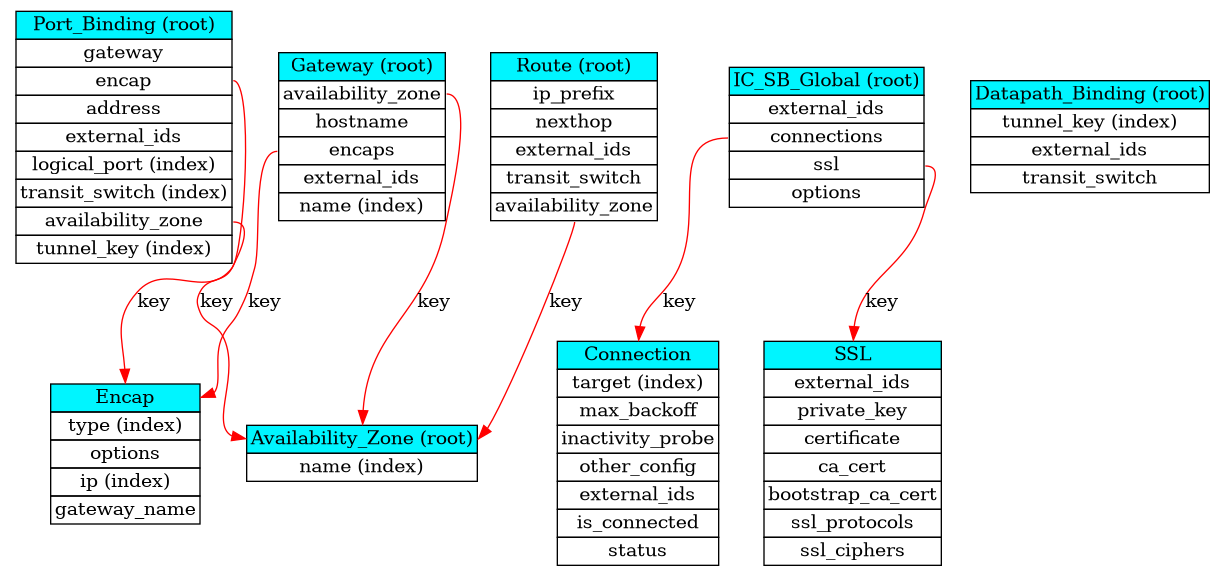 Port_Binding (root)
gateway
encap
address
external_ids
logical_port (index)
transit_switch (index)
availability_zone
tunnel_key (index)
Gateway (root)
availability_zone
hostname
encaps
external_ids
name (index)
Route (root)
ip_prefix
nexthop
external_ids
transit_switch
availability_zone
IC_SB_Global (root)
external_ids
connections
ssl
options
Datapath_Binding (root)
tunnel_key (index)
external_ids
transit_switch
key
key
key
key
key
key
key
Encap
type (index)
options
ip (index)
gateway_name
Availability_Zone (root)
name (index)
Connection
target (index)
max_backoff
inactivity_probe
other_config
external_ids
is_connected
status
SSL
external_ids
private_key
certificate
ca_cert
bootstrap_ca_cert
ssl_protocols
ssl_ciphers